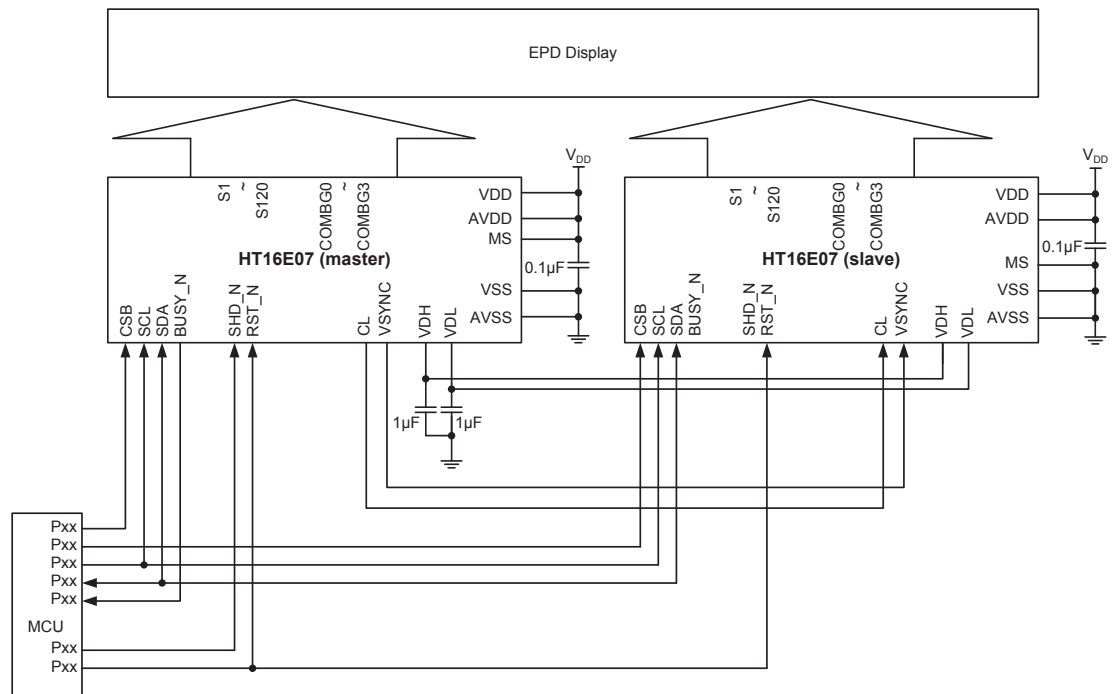 EPD Display
S1
~
S120
COMBG0
~
COMBG3
HT16E07 (master)
CSB
SCL
SDA
BUSY_N
SHD_N
RST_N
CL
VSYNC
VDH
VDL
VDD
AVDD
MS
VSS
AVSS
VDD
0.1μF
S1
~
S120
COMBG0
~
COMBG3
HT16E07 (slave)
CSB
SCL
SDA
BUSY_N
SHD_N
RST_N
CL
VSYNC
VDH
VDL
VDD
AVDD
MS
VSS
AVSS
VDD
0.1μF
1μF
1μF
Pxx
Pxx
Pxx
Pxx
Pxx
MCU
Pxx
Pxx